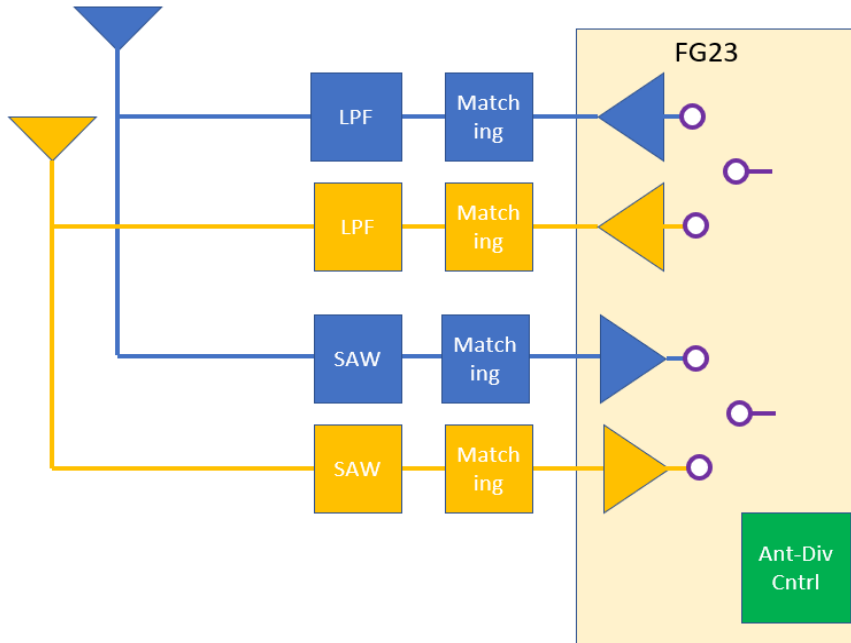 FG23
LPF
Match
ing
LPF
Match
ing
SAW
Match
ing
SAW
Match
ing
Ant-Div
Cntrl